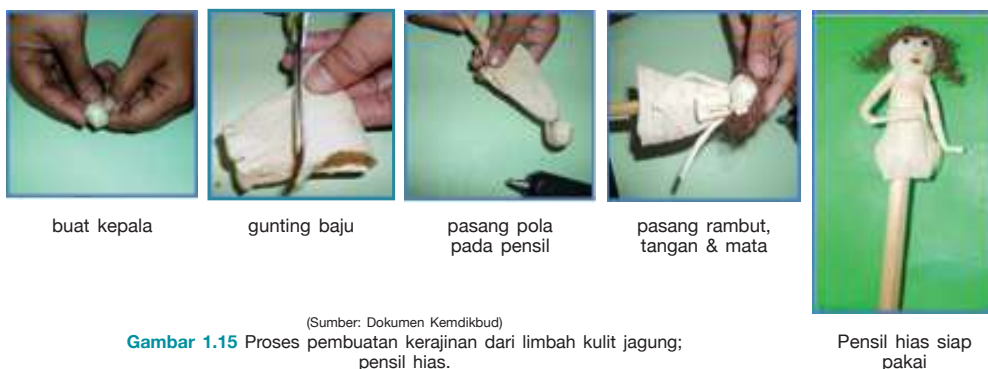 buat kepala
gunting baju
pasang pola
pada pensil
pasang rambut,
tangan & mata
(Sumber: Dokumen Kemdikbud)
Gambar 1.15 Proses pembuatan kerajinan dari limbah kulit jagung;
pensil hias.
Pensil hias siap
pakai